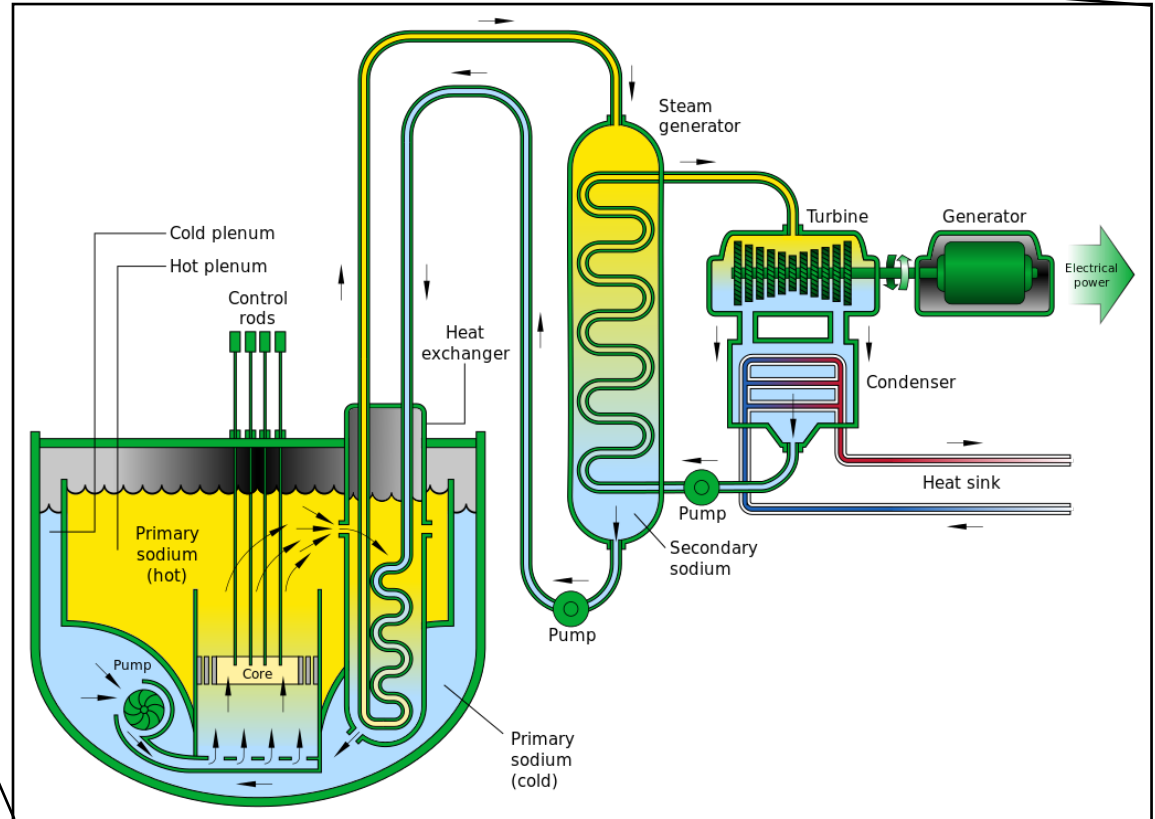 Steam
generator
Turbine
Generator
Cold plenum
Hot plenum
Electrical
power
Control
rods
Heat
exchanger
Condenser
Heat sink
Pump
Primary
sodium
(hot)
Secondary
sodium
Pump
Pump
Core
Primary
sodium
(cold)